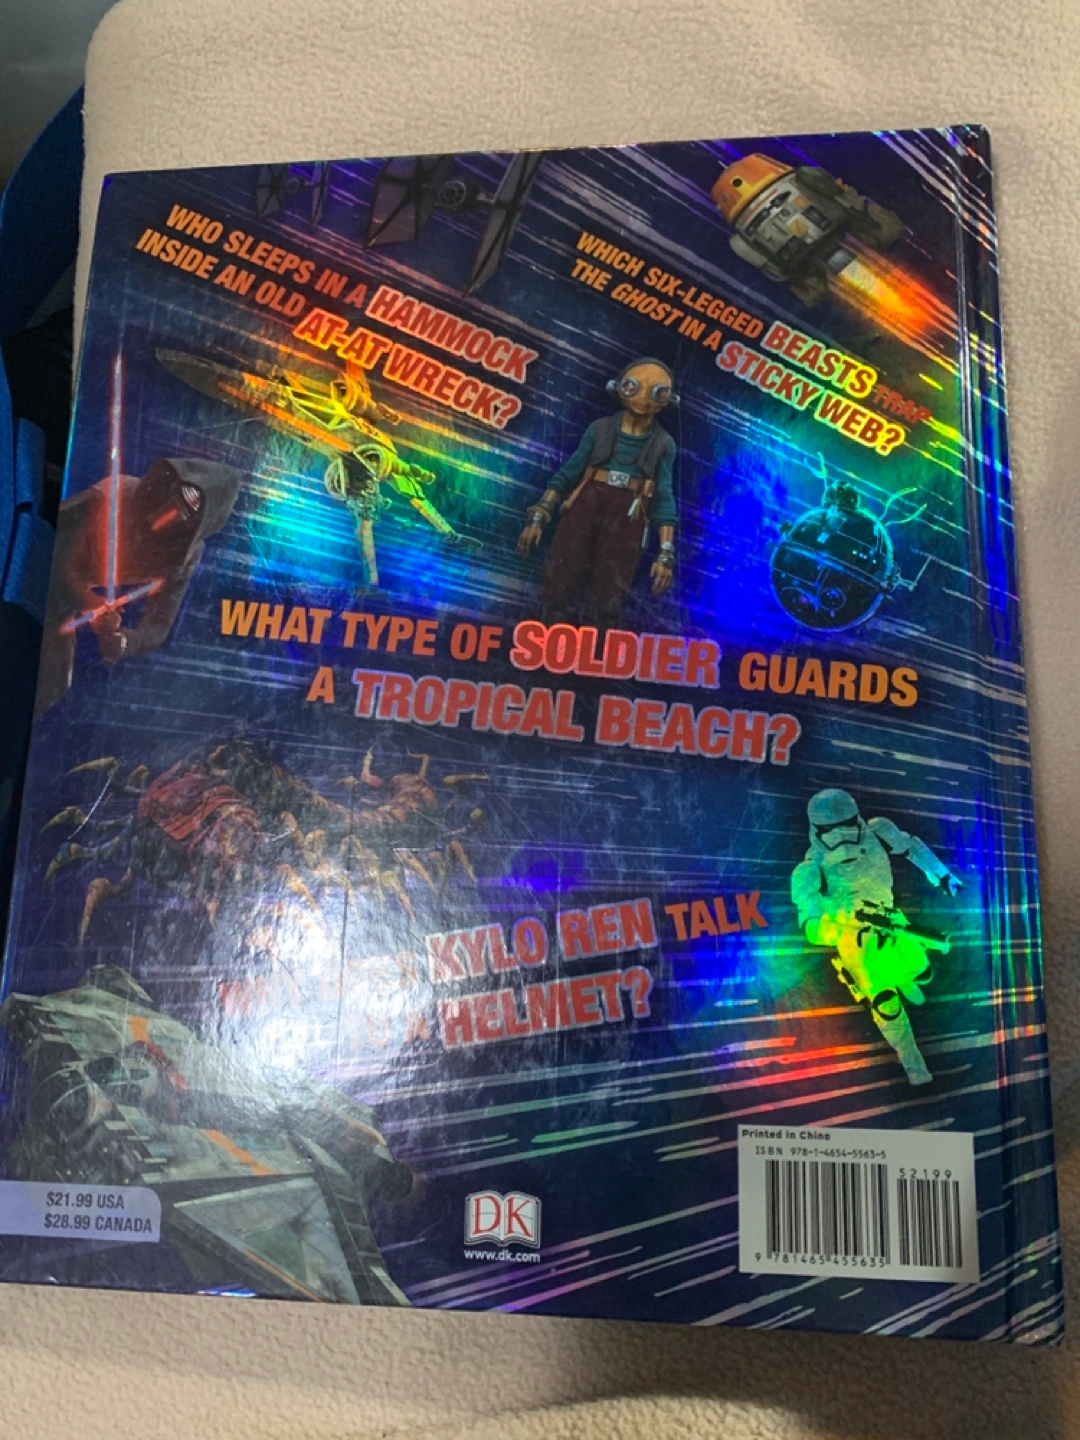 WHO SLEEPS IN A HAMMOCK
INSIDE AN OLD AT-AT WRECK?
WHICH SIX-LEGGED BEASTS TRAP
THE GHOST IN A STICKY WEB?
WHAT TYPE OF SOLDIER GUARDS
A TROPICAL BEACH?
KYLO REN TALK
HELMET?
Printed in China
ISBN 978-1-4654-5563-5
52199
9 781465 455635
$21.99 USA
$28.99 CANADA
DK
www.dk.com